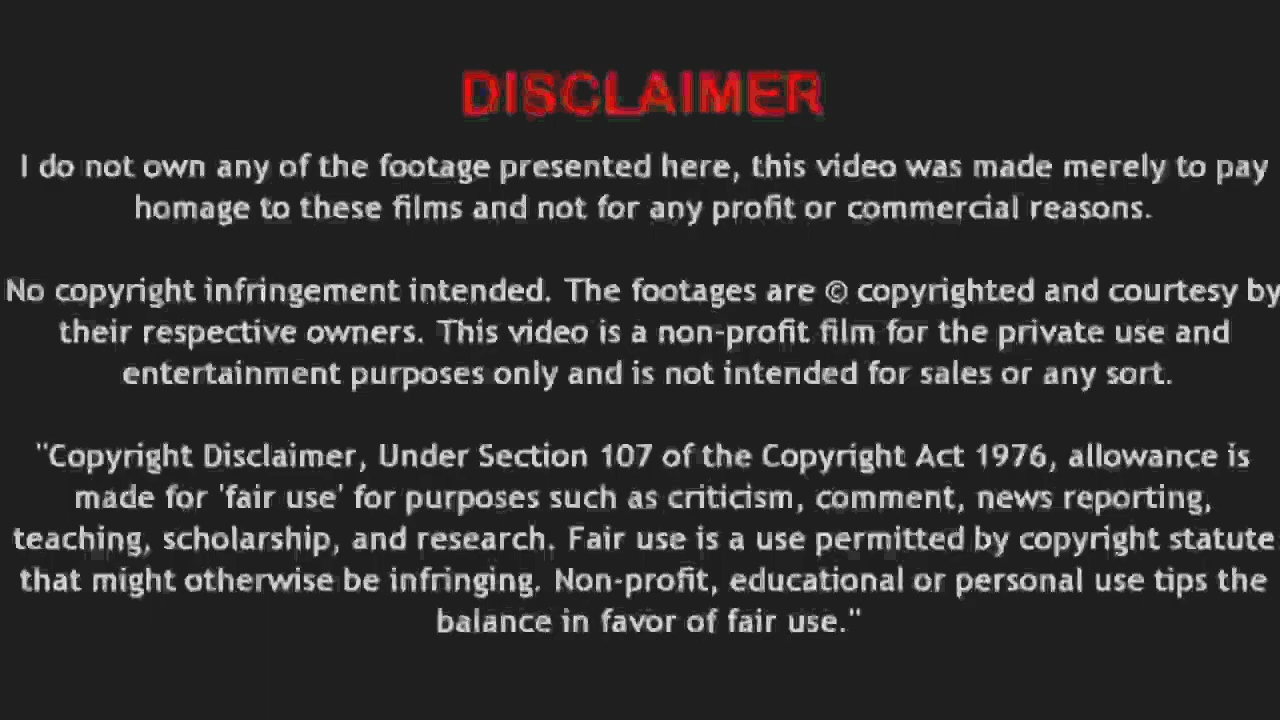 DISCLAIMER
I do not own any of the footage presented here, this video was made merely to pay
homage to these films and not for any profit or commercial reasons.
No copyright infringement intended. The footages are © copyrighted and courtesy by
their respective owners. This video is a non-profit film for the private use and
entertainment purposes only and is not intended for sales or any sort.
"Copyright Disclaimer, Under Section 107 of the Copyright Act 1976, allowance is
made for 'fair use' for purposes such as criticism, comment, news reporting,
teaching, scholarship, and research. Fair use is a use permitted by copyright statute
that might otherwise be infringing. Non-profit, educational or personal use tips the
balance in favor of fair use."